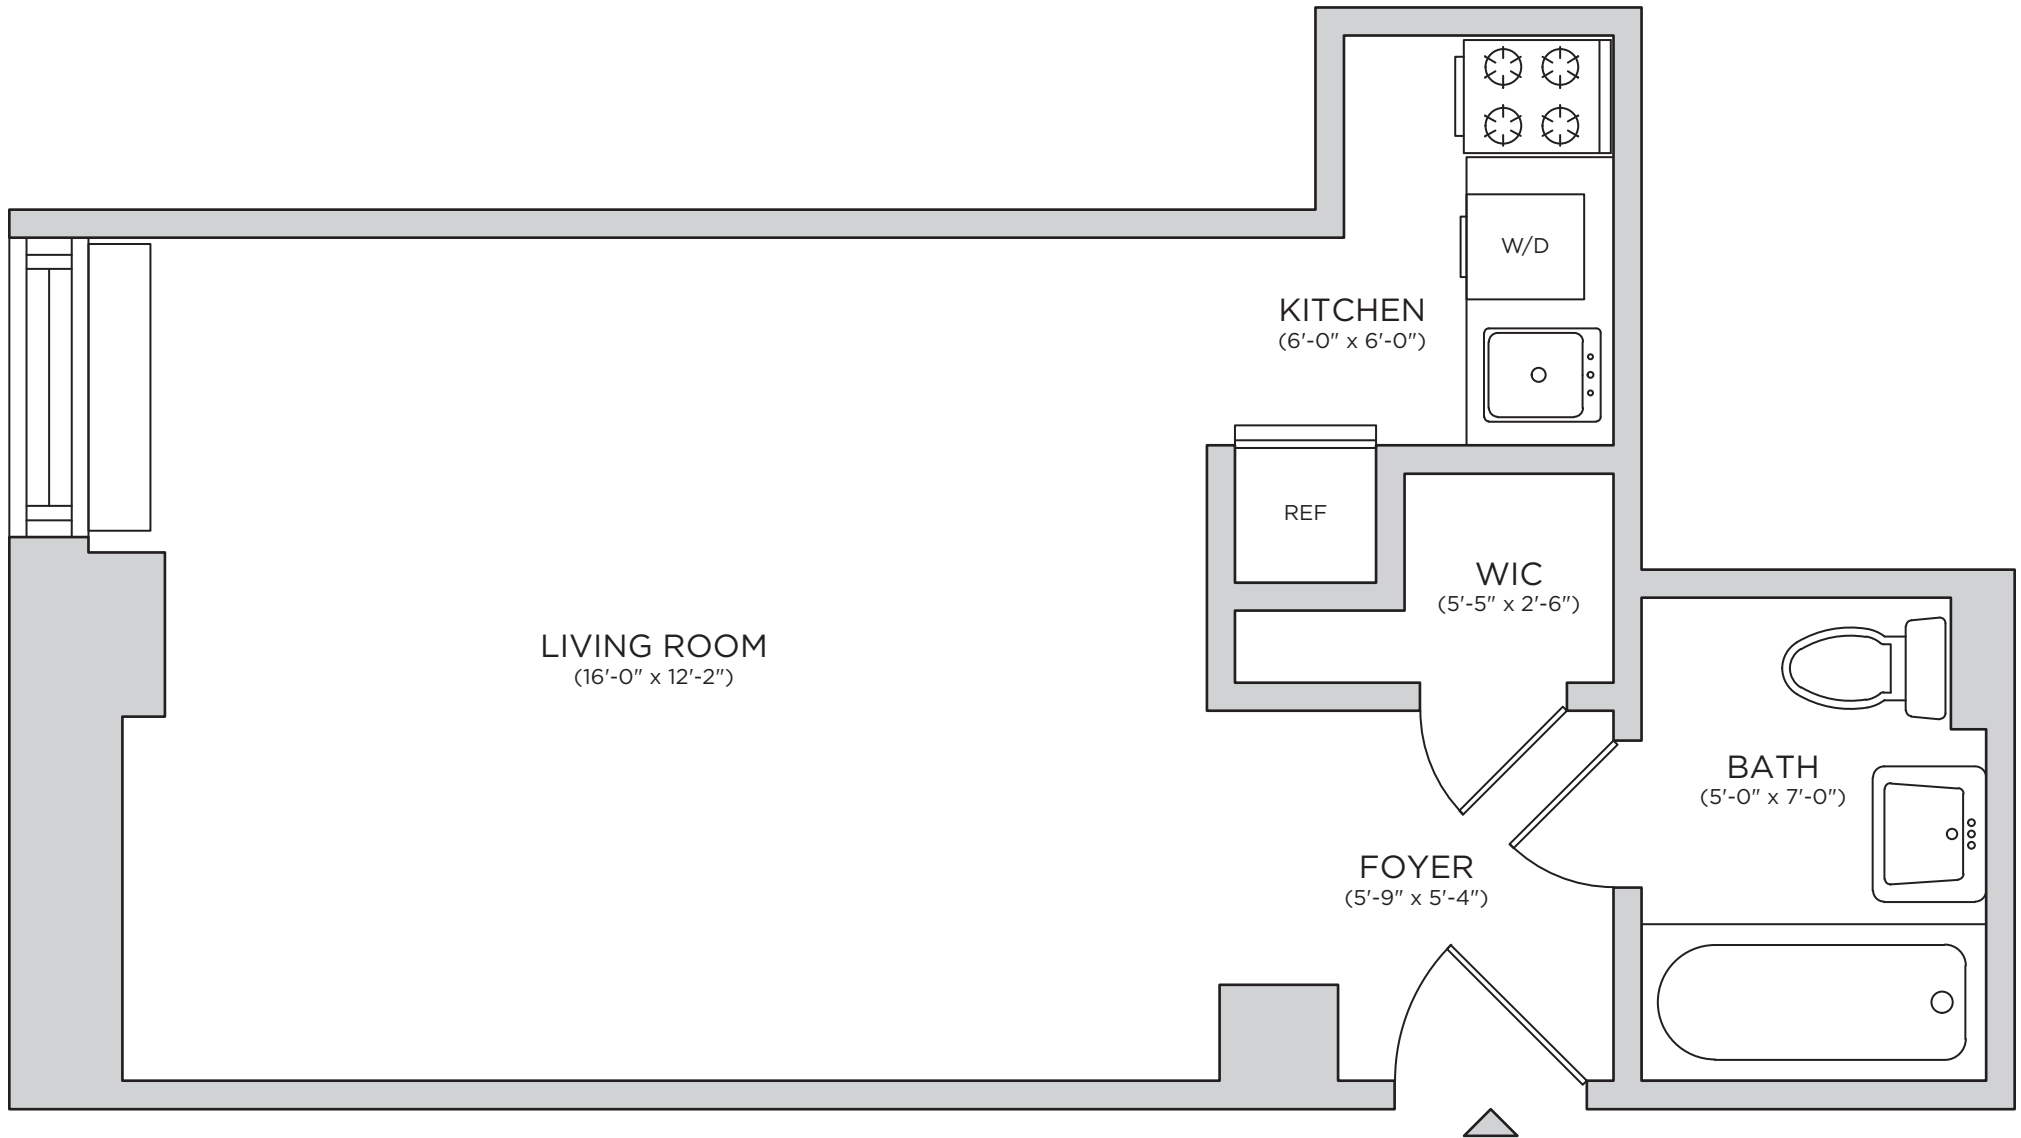 W/D
KITCHEN
(6'-0" x 6'-0")
REF
WIC
(5'-5" x 2'-6")
LIVING ROOM
(16'-0" x 12'-2")
BATH
(5'-0" x 7'-0")
FOYER
(5'-9" x 5'-4")